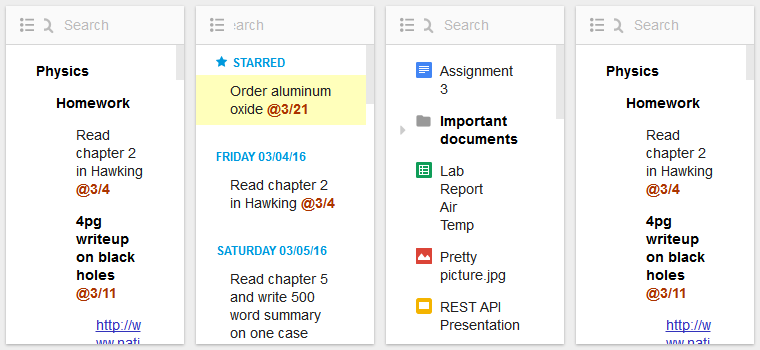 Search
Physics
Homework
Read
chapter 2
in Hawking
@3/4
4pg
writeup
on black
holes
@3/11
http://w
ww.nati
Search
STARRED
Order aluminum
oxide @3/21
FRIDAY 03/04/16
Read chapter 2
in Hawking @3/4
SATURDAY 03/05/16
Read chapter 5
and write 500
word summary
on one case
Search
Assignment
3
Important
documents
Lab
Report
Air
Temp
Pretty
picture.jpg
REST API
Presentation
Search
Physics
Homework
Read
chapter 2
in Hawking
@3/4
4pg
writeup
on black
holes
@3/11
http://w
ww.nati